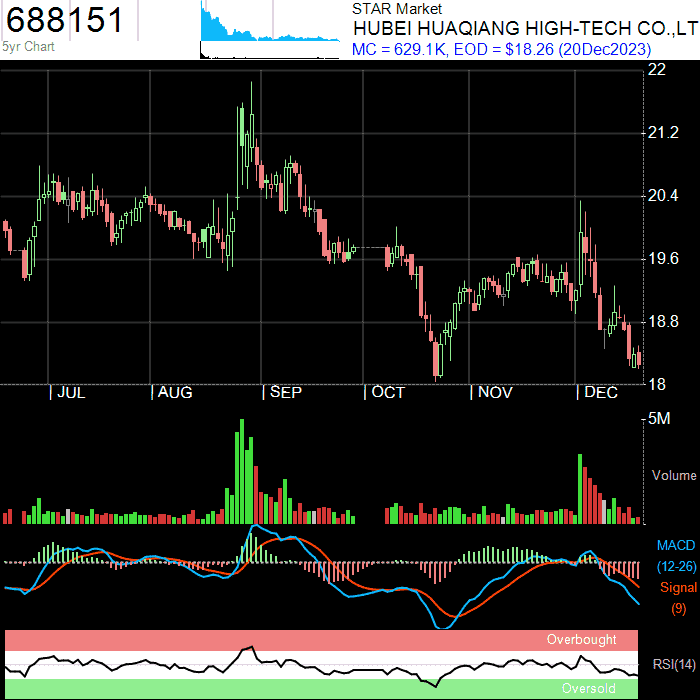 688151
5yr Chart
STAR Market
HUBEI HUAQIANG HIGH-TECH CO.,LT
MC = 629.1K, EOD = $18.26 (20Dec2023)
22
21.2
20.4
19.6
18.8
18
JUL
AUG
SEP
OCT
NOV
DEC
5M
Volume
MACD
(12-26)
Signal
(9)
Overbought
RSI(14)
Oversold